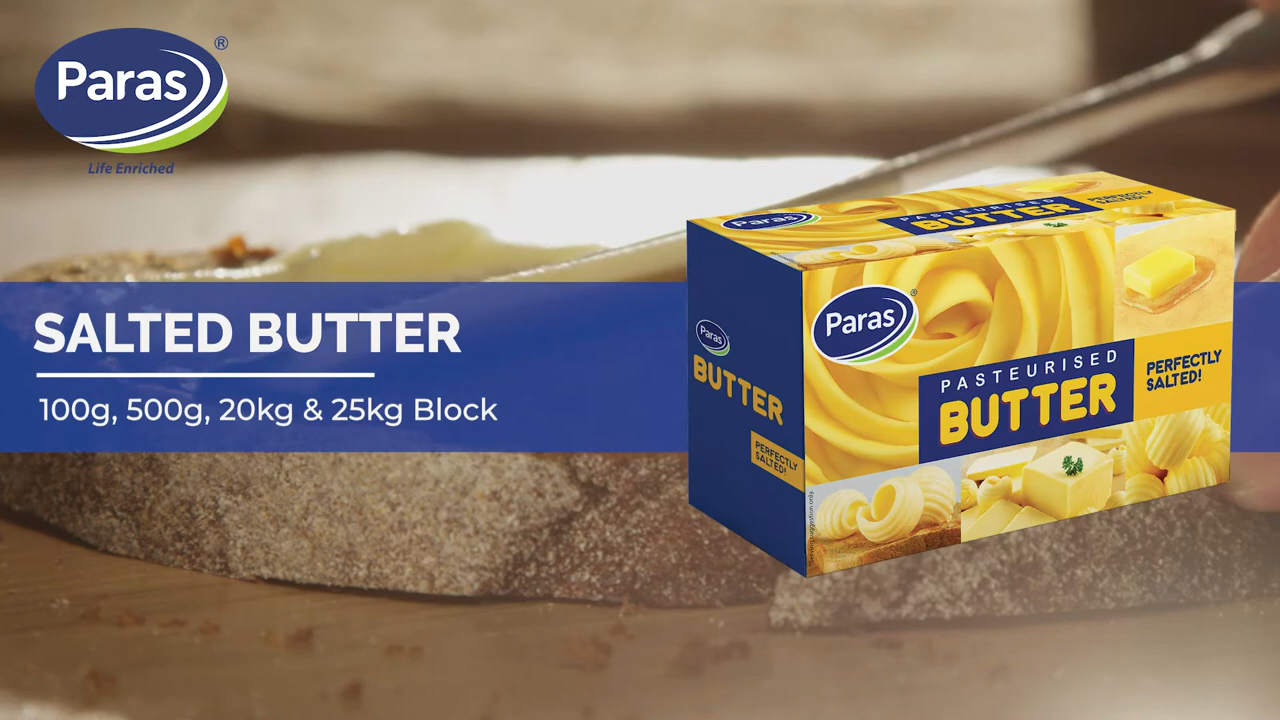 Paras®
Life Enriched
SALTED BUTTER
100g, 500g, 20kg & 25kg Block
Paras
PASTEURISED
BUTTER
PERFECTLY
SALTED!
Paras®
PASTEURISED
BUTTER
PERFECTLY
SALTED!
Paras
BUTTER
PERFECTLY
SALTED!